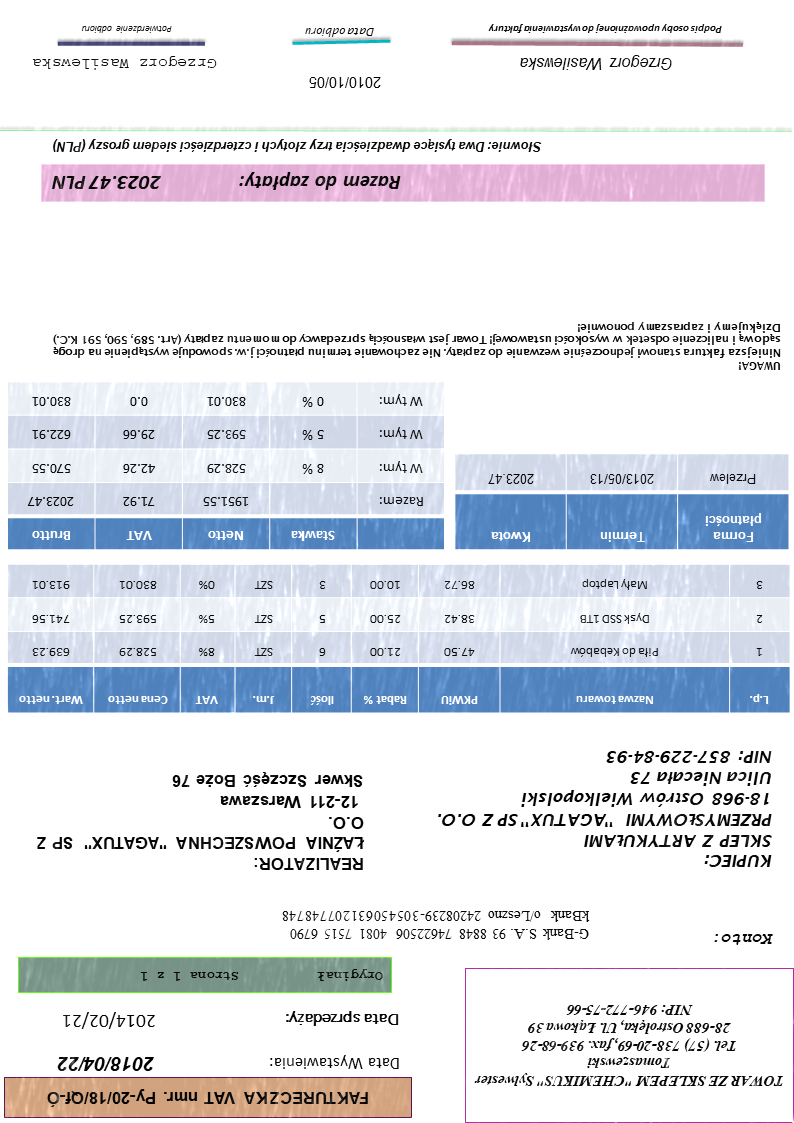 FAKTURECZKA VAT nmr. Py-20/18/Qf-Ó
Data Wystawienia: 2018/04/22
Data sprzedaży: 2014/02/21
Oryginał Strona 1 z 1
TOWAR ZE SKLEPEM "CHEMIKUS" Sylwester
Tomaszewski
Tel. (57) 738-20-69, fax. 939-68-26
28-688 Ostrołęka, Ul. Łąkowa 39
NIP: 946-772-75-66
Konto:
G-Bank S.A. 93 8848 74622506 4081 7515 6790
kBank o/Leszno 24208239-305450631207748748
KUPIEC:
SKLEP Z ARTYKUŁAMI
PRZEMYSŁOWYMI "AGATUX" SP Z O.O.
18-968 Ostrów Wielkopolski
Ulica Niecała 73
NIP: 857-229-84-93
REALIZATOR:
ŁAŹNIA POWSZECHNA "AGATUX" SP Z
O.O.
12-211 Warszawa
Skwer Szczęść Boże 76
L.p. Nazwa towaru PKWiU Rabat % Ilość J.m. VAT Cena netto Wart. netto
1 Piła do Kebabów 47.50 21.00 6 SZT 8% 528.29 639.23
2 Dysk SSD 1TB 38.42 25.00 5 SZT 5% 593.25 741.56
3 Mały Laptop 86.72 10.00 3 SZT 0% 830.01 913.01
Forma płatności Termin Kwota
Przelew 2013/05/13 2023.47
Stawka Netto VAT Brutto
Razem: 1951.55 71.92 2023.47
W tym: 8 % 528.29 42.26 570.55
W tym: 5 % 593.25 29.66 622.91
W tym: 0 % 830.01 0.0 830.01
UWAGA!
Niniejsza faktura stanowi jednocześnie wezwanie do zapłaty. Nie zachowanie terminu płatności j.w. spowoduje wystąpienie na drogę
sądową i naliczenie odsetek w wysokości ustawowej! Towar jest własnością sprzedawcy do momentu zapłaty (Art. 589, 590, 591 K.C.)
Dziękujemy i zapraszamy ponownie!
Razem do zapłaty: 2023.47 PLN
Słownie: Dwa tysiące dwadzieścia trzy złotych i czterdzieści siedem groszy (PLN)
Grzegorz Wasilewska
Podpis osoby upoważnionej do wystawienia faktury
2010/10/05
Data odbioru
Grzegorz Wasilewska
Potwierdzenie odbioru